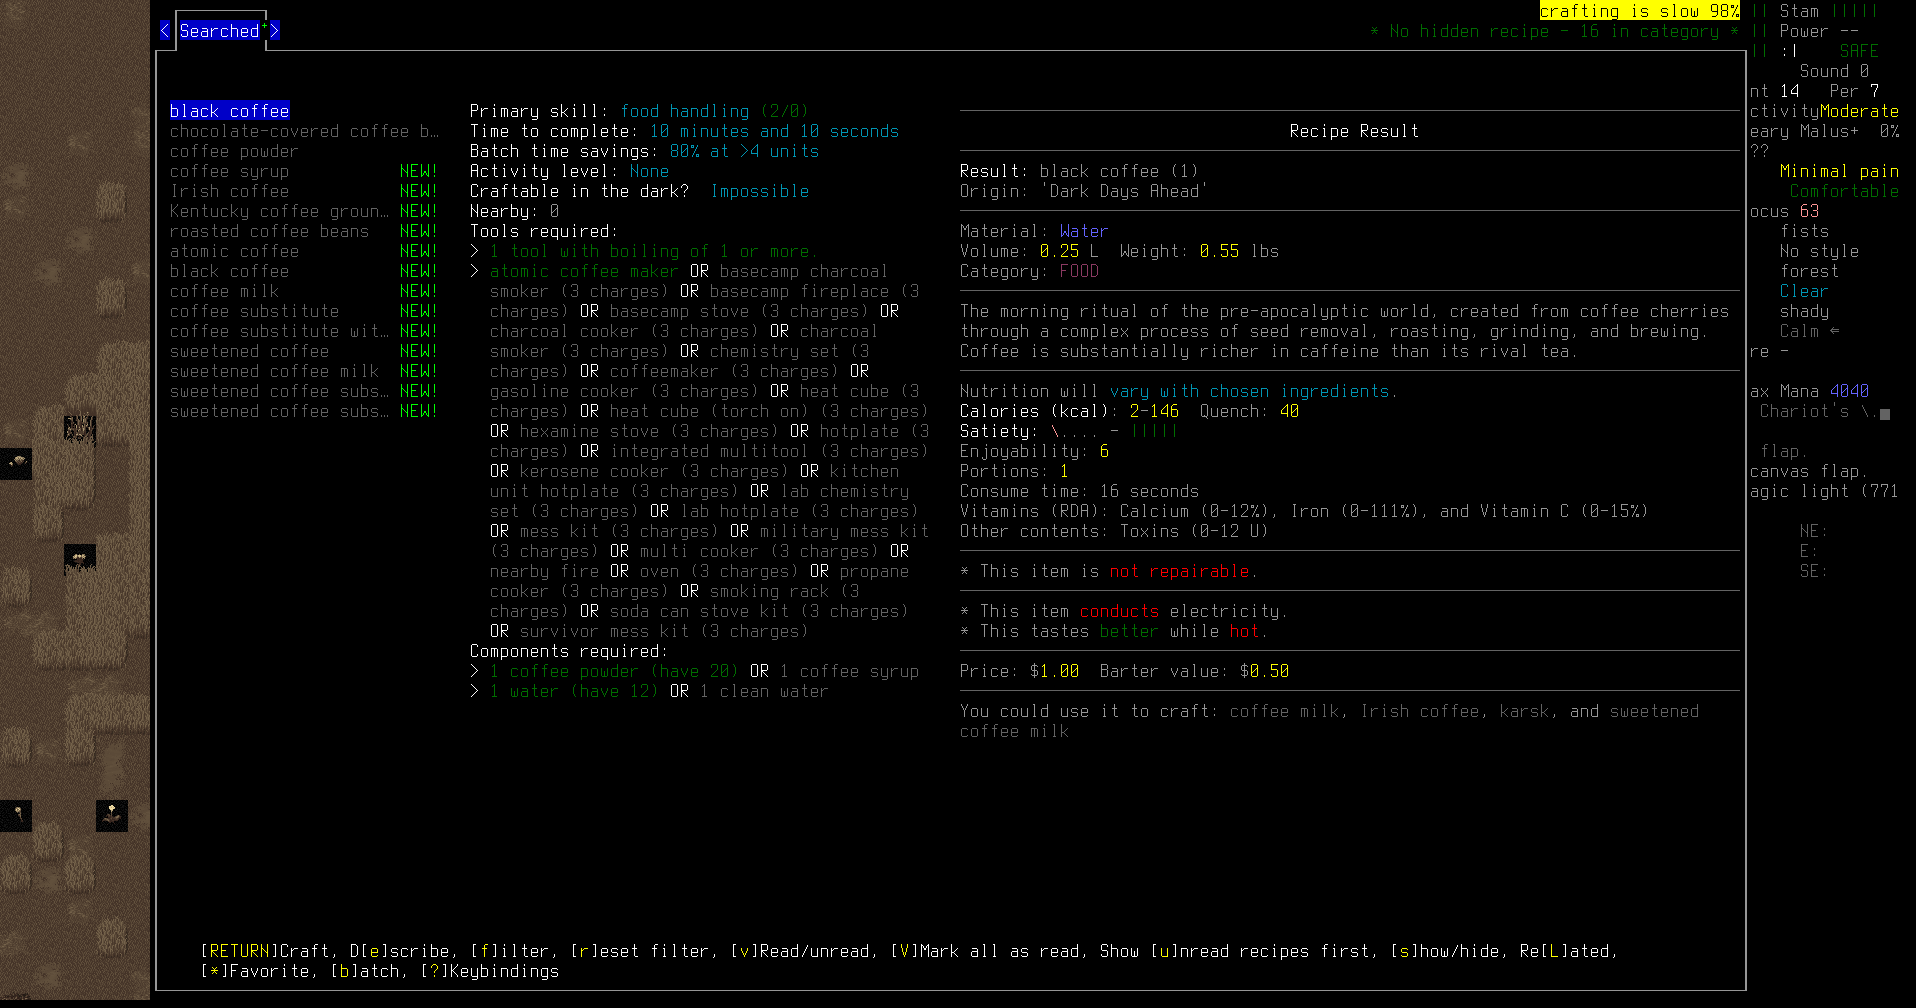 crafting is slow 98%
< Searched >
* No hidden recipe - 16 in category *
black coffee
chocolate-covered coffee b…
coffee powder
coffee syrup NEW!
Irish coffee NEW!
Kentucky coffee groun… NEW!
roasted coffee beans NEW!
atomic coffee NEW!
black coffee NEW!
coffee milk NEW!
coffee substitute NEW!
coffee substitute wit… NEW!
sweetened coffee NEW!
sweetened coffee milk NEW!
sweetened coffee subs… NEW!
sweetened coffee subs… NEW!
Primary skill: food handling (2/0)
Time to complete: 10 minutes and 10 seconds
Batch time savings: 80% at >4 units
Activity level: None
Craftable in the dark? Impossible
Nearby: 0
Tools required:
> 1 tool with boiling of 1 or more.
> atomic coffee maker OR basecamp charcoal
smoker (3 charges) OR basecamp fireplace (3
charges) OR basecamp stove (3 charges) OR
charcoal cooker (3 charges) OR charcoal
smoker (3 charges) OR chemistry set (3
charges) OR coffeemaker (3 charges) OR
gasoline cooker (3 charges) OR heat cube (3
charges) OR heat cube (torch on) (3 charges)
OR hexamine stove (3 charges) OR hotplate (3
charges) OR integrated multitool (3 charges)
OR kerosene cooker (3 charges) OR kitchen
unit hotplate (3 charges) OR lab chemistry
set (3 charges) OR lab hotplate (3 charges)
OR mess kit (3 charges) OR military mess kit
(3 charges) OR multi cooker (3 charges) OR
nearby fire OR oven (3 charges) OR propane
cooker (3 charges) OR smoking rack (3
charges) OR soda can stove kit (3 charges)
OR survivor mess kit (3 charges)
Components required:
> 1 coffee powder (have 20) OR 1 coffee syrup
> 1 water (have 12) OR 1 clean water
Recipe Result
Result: black coffee (1)
Origin: 'Dark Days Ahead'
Material: Water
Volume: 0.25 L Weight: 0.55 lbs
Category: FOOD
The morning ritual of the pre-apocalyptic world, created from coffee cherries
through a complex process of seed removal, roasting, grinding, and brewing.
Coffee is substantially richer in caffeine than its rival tea.
Nutrition will vary with chosen ingredients.
Calories (kcal): 2-146 Quench: 40
Satiety: \.... - |||||
Enjoyability: 6
Portions: 1
Consume time: 16 seconds
Vitamins (RDA): Calcium (0-12%), Iron (0-111%), and Vitamin C (0-15%)
Other contents: Toxins (0-12 U)
* This item is not repairable.
* This item conducts electricity.
* This tastes better while hot.
Price: $1.00 Barter value: $0.50
You could use it to craft: coffee milk, Irish coffee, karsk, and sweetened
coffee milk
|| Stam |||||
|| Power --
|| :| SAFE
Sound 0
nt 14 Per 7
ctivityModerate
eary Malus+ 0%
??
Minimal pain
Comfortable
ocus 63
fists
No style
forest
Clear
shady
Calm ⇐
re -
ax Mana 4040
Chariot's \.
flap.
canvas flap.
agic light (771
NE:
E:
SE:
[RETURN]Craft, D[e]scribe, [f]ilter, [r]eset filter, [v]Read/unread, [V]Mark all as read, Show [u]nread recipes first, [s]how/hide, Re[L]ated,
[*]Favorite, [b]atch, [?]Keybindings